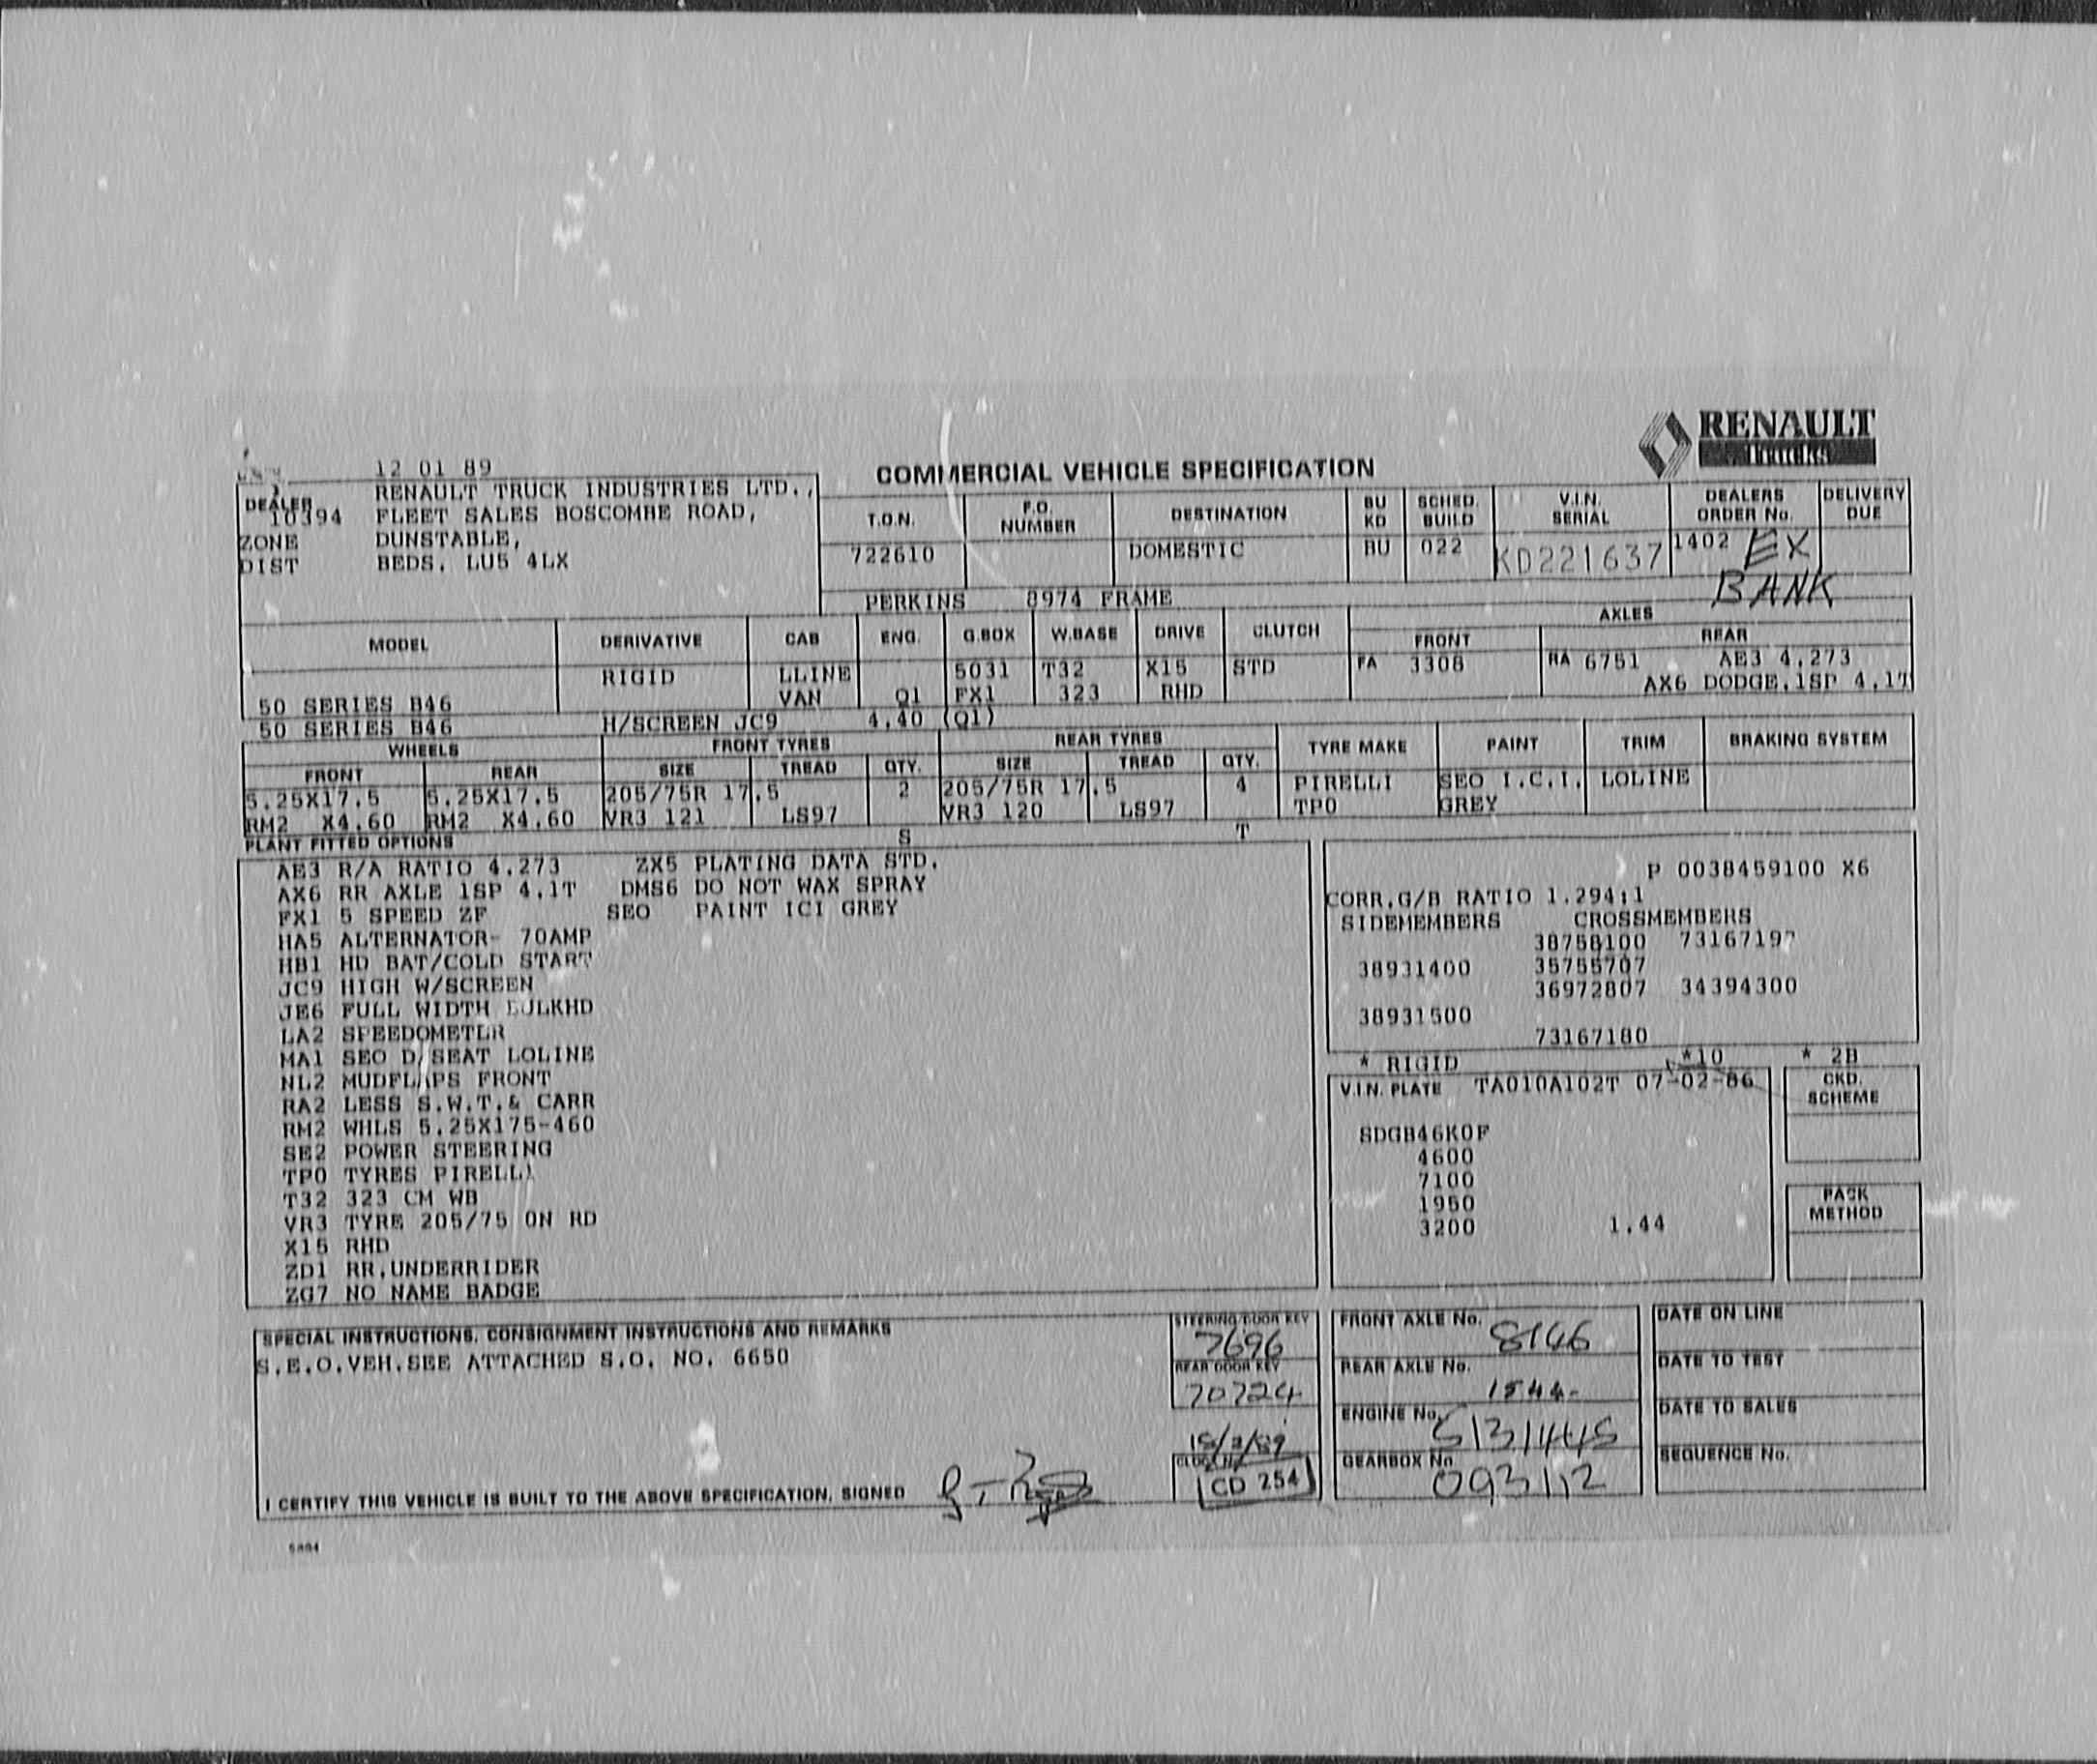 RENAULT
Trucks
12 01 89
COMMERCIAL VEHICLE SPECIFICATION
DEALER 10394 RENAULT TRUCK INDUSTRIES LTD.,
FLEET SALES BOSCOMBE ROAD,
ZONE DUNSTABLE,
DIST BEDS. LU5 4LX
T.O.N. F.O. NUMBER DESTINATION BU KD SCHED. BUILD V.I.N. SERIAL DEALERS ORDER No. DELIVERY DUE
722610 DOMESTIC BU 022 KD221637 1402 EX BANK
PERKINS 8974 FRAME
MODEL DERIVATIVE CAB ENG. G.BOX W.BASE DRIVE CLUTCH AXLES
FRONT REAR
RIGID LLINE 5031 T32 X15 STD FA 3308 RA 6751 AE3 4.273
50 SERIES B46 VAN Q1 FX1 323 RHD AX6 DODGE.1SP 4.1T
50 SERIES B46 H/SCREEN JC9 4.40 (Q1)
WHEELS FRONT TYRES REAR TYRES TYRE MAKE PAINT TRIM BRAKING SYSTEM
FRONT REAR SIZE TREAD QTY. SIZE TREAD QTY.
5.25X17.5 5.25X17.5 205/75R 17.5 2 205/75R 17.5 4 PIRELLI SEO I.C.I. LOLINE
RM2 X4.60 RM2 X4.60 VR3 121 LS97 VR3 120 LS97 TPO GREY
PLANT FITTED OPTIONS S T
AE3 R/A RATIO 4.273 ZX5 PLATING DATA STD.
AX6 RR AXLE 1SP 4.1T DMS6 DO NOT WAX SPRAY
FX1 5 SPEED ZF SEO PAINT ICI GREY
HA5 ALTERNATOR- 70AMP
HB1 HD BAT/COLD START
JC9 HIGH W/SCREEN
JE6 FULL WIDTH BULKHD
LA2 SPEEDOMETER
MA1 SEO D/SEAT LOLINE
NL2 MUDFLAPS FRONT
RA2 LESS S.W.T.& CARR
RM2 WHLS 5.25X175-460
SE2 POWER STEERING
TPO TYRES PIRELLI
T32 323 CM WB
VR3 TYRE 205/75 ON RD
X15 RHD
ZD1 RR.UNDERRIDER
ZG7 NO NAME BADGE
P 0038459100 X6
CORR.G/B RATIO 1.294:1
SIDEMEMBERS CROSSMEMBERS
38758100 73167197
38931400 35755707
36972807 34394300
38931500
73167180
* RIGID *10 * 2B
V.I.N. PLATE TA010A102T 07-02-86
SDGB46K0F
4600
7100
1950
3200 1.44
CKD. SCHEME
PACK METHOD
SPECIAL INSTRUCTIONS, CONSIGNMENT INSTRUCTIONS AND REMARKS
S.E.O.VEH.SEE ATTACHED S.O. NO. 6650
I CERTIFY THIS VEHICLE IS BUILT TO THE ABOVE SPECIFICATION, SIGNED
STEERING/DOOR KEY
7696
REAR DOOR KEY
70724
CD 254
FRONT AXLE No. 8146
REAR AXLE No. 1544-
ENGINE No. 5131445
GEARBOX No 093112
DATE ON LINE
DATE TO TEST
DATE TO SALES
SEQUENCE No.